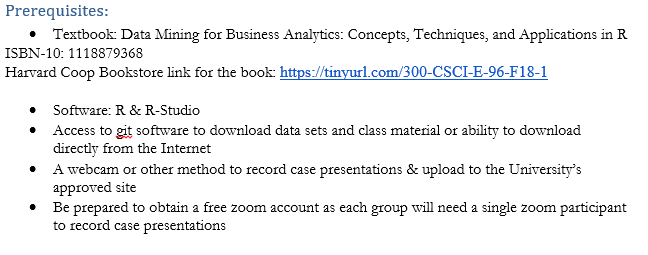 Prerequisites:
• Textbook: Data Mining for Business Analytics: Concepts, Techniques, and Applications in R
ISBN-10: 1118879368
Harvard Coop Bookstore link for the book: https://tinyurl.com/300-CSCI-E-96-F18-1
• Software: R & R-Studio
• Access to git software to download data sets and class material or ability to download
directly from the Internet
• A webcam or other method to record case presentations & upload to the University's
approved site
• Be prepared to obtain a free zoom account as each group will need a single zoom participant
to record case presentations